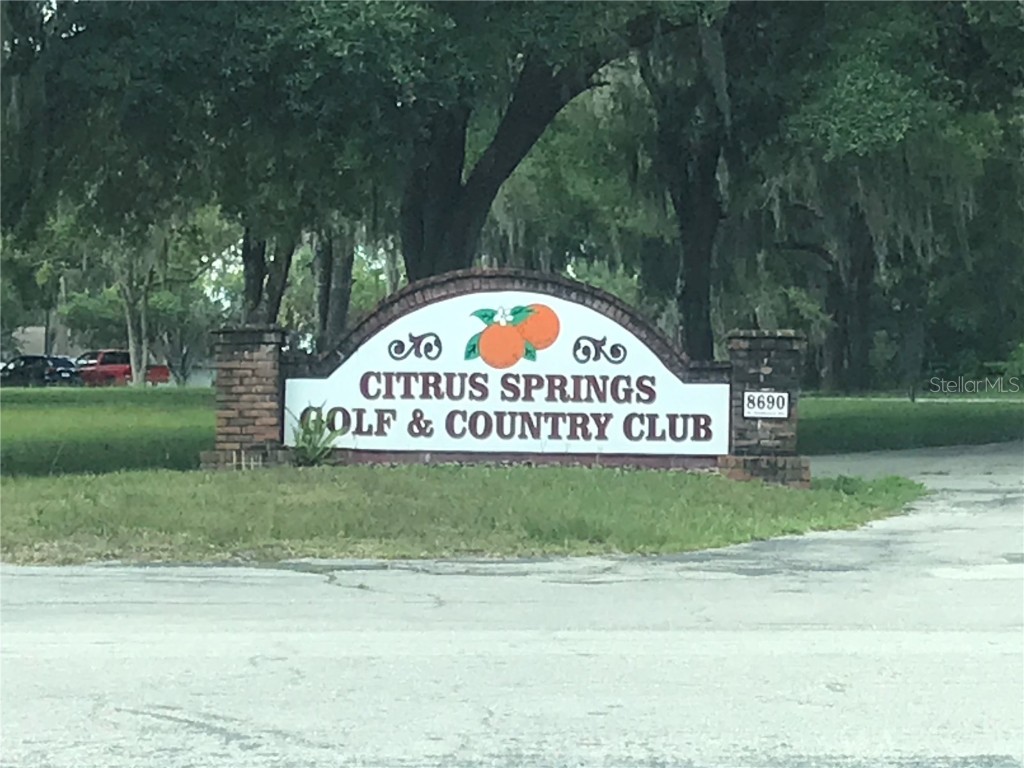 CITRUS SPRINGS
GOLF & COUNTRY CLUB
8690
StellarMLS